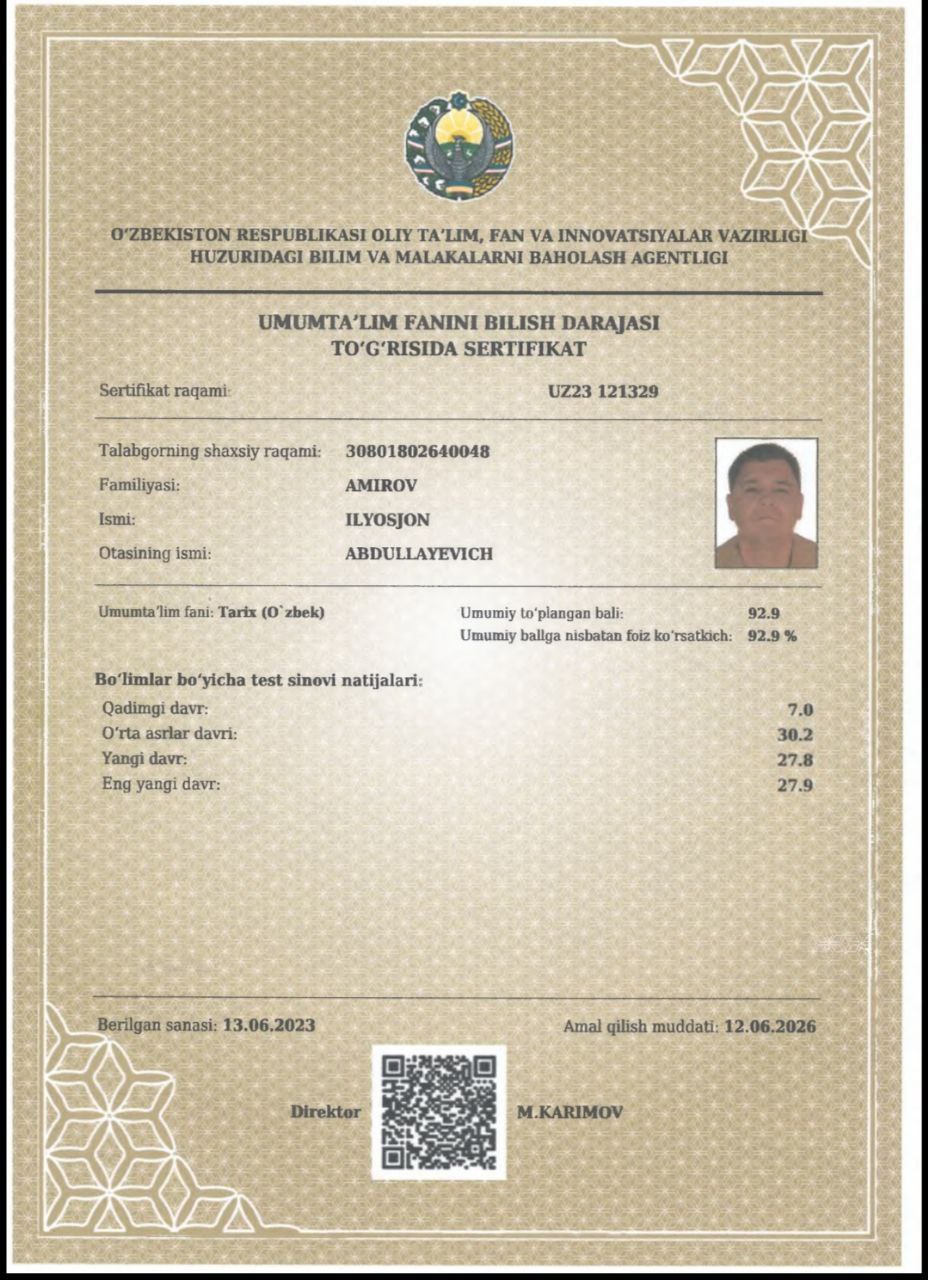 O‘ZBEKISTON RESPUBLIKASI OLIY TA’LIM, FAN VA INNOVATSIYALAR VAZIRLIGI
HUZURIDAGI BILIM VA MALAKALARNI BAHOLASH AGENTLIGI
UMUMTA’LIM FANINI BILISH DARAJASI
TO‘G‘RISIDA SERTIFIKAT
Sertifikat raqami: UZ23 121329
Talabgorning shaxsiy raqami: 30801802640048
Familiyasi: AMIROV
Ismi: ILYOSJON
Otasining ismi: ABDULLAYEVICH
Umumta’lim fani: Tarix (O`zbek) Umumiy to‘plangan bali: 92.9
Umumiy ballga nisbatan foiz ko‘rsatkich: 92.9 %
Bo‘limlar bo‘yicha test sinovi natijalari:
Qadimgi davr: 7.0
O‘rta asrlar davri: 30.2
Yangi davr: 27.8
Eng yangi davr: 27.9
Berilgan sanasi: 13.06.2023 Amal qilish muddati: 12.06.2026
Direktor M.KARIMOV